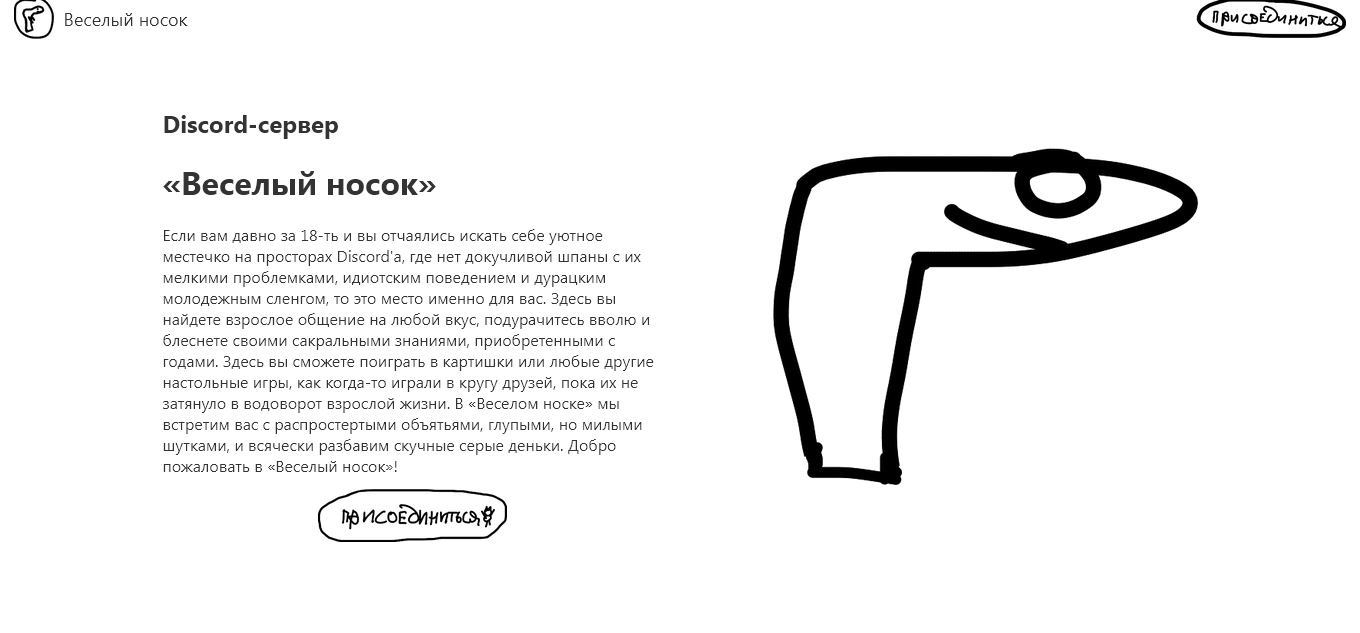 Веселый носок
присоединится
Discord-сервер
«Веселый носок»
Если вам давно за 18-ть и вы отчаялись искать себе уютное
местечко на просторах Discord'а, где нет докучливой шпаны с их
мелкими проблемками, идиотским поведением и дурацким
молодежным сленгом, то это место именно для вас. Здесь вы
найдете взрослое общение на любой вкус, подурачитесь вволю и
блеснете своими сакральными знаниями, приобретенными с
годами. Здесь вы сможете поиграть в картишки или любые другие
настольные игры, как когда-то играли в кругу друзей, пока их не
затянуло в водоворот взрослой жизни. В «Веселом носке» мы
встретим вас с распростертыми объятьями, глупыми, но милыми
шутками, и всячески разбавим скучные серые деньки. Добро
пожаловать в «Веселый носок»!
присоединиться